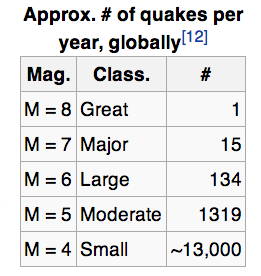 Approx. # of quakes per
year, globally[12]
Mag. Class. #
M = 8 Great 1
M = 7 Major 15
M = 6 Large 134
M = 5 Moderate 1319
M = 4 Small ~13,000